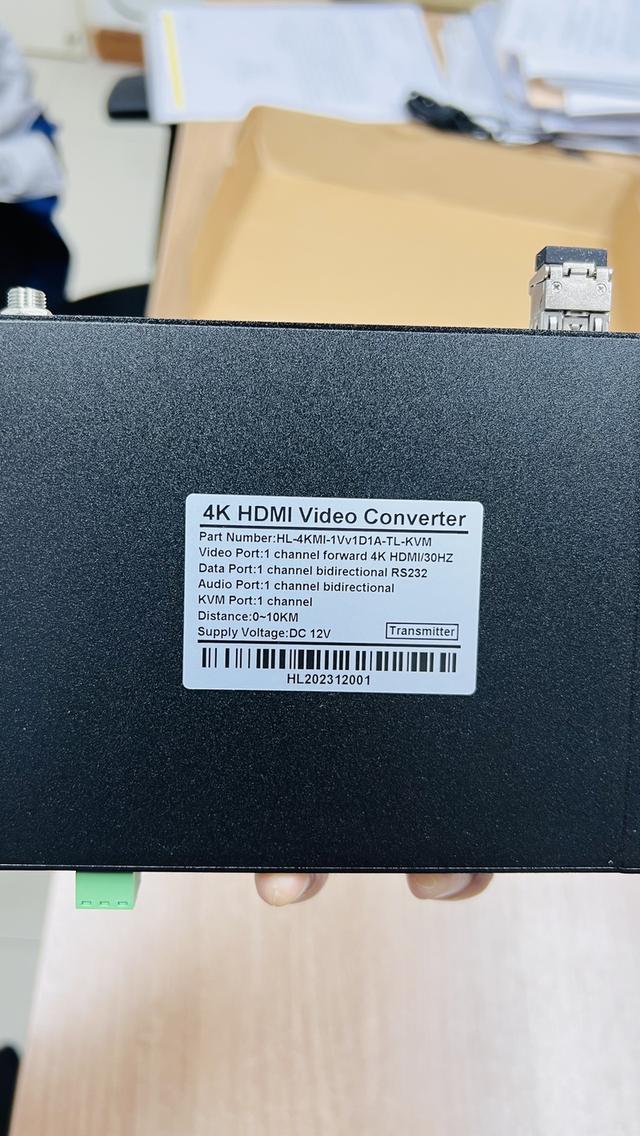 4K HDMI Video Converter
Part Number:HL-4KMI-1Vv1D1A-TL-KVM
Video Port:1 channel forward 4K HDMI/30HZ
Data Port:1 channel bidirectional RS232
Audio Port:1 channel bidirectional
KVM Port:1 channel
Distance:0~10KM
Supply Voltage:DC 12V Transmitter
HL202312001